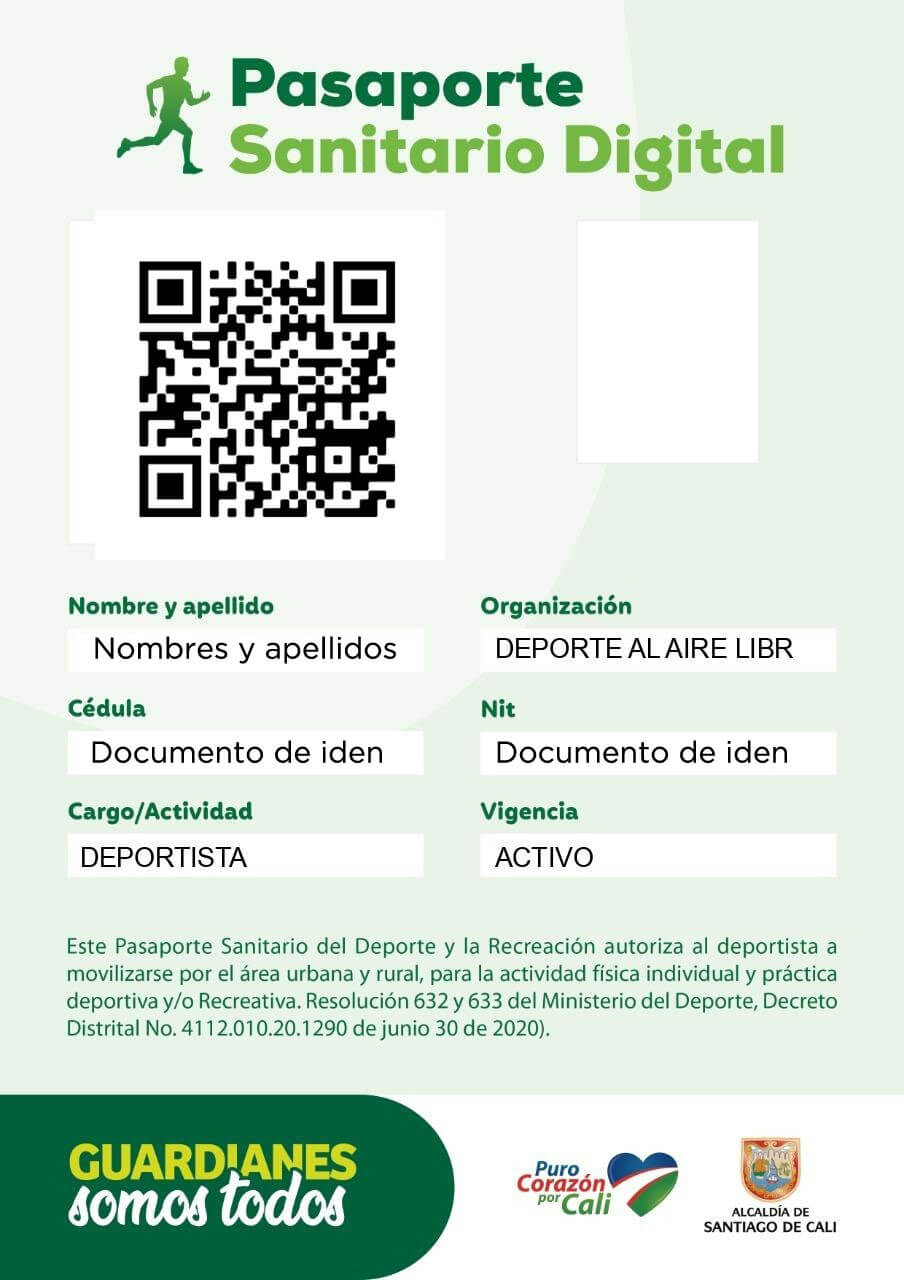 Pasaporte
Sanitario Digital
Nombre y apellido
Nombres y apellidos
Organización
DEPORTE AL AIRE LIBR
Cédula
Documento de iden
Nit
Documento de iden
Cargo/Actividad
DEPORTISTA
Vigencia
ACTIVO
Este Pasaporte Sanitario del Deporte y la Recreación autoriza al deportista a
movilizarse por el área urbana y rural, para la actividad física individual y práctica
deportiva y/o Recreativa. Resolución 632 y 633 del Ministerio del Deporte, Decreto
Distrital No. 4112.010.20.1290 de junio 30 de 2020).
GUARDIANES
somos todos
Puro
Corazón
por Cali
ALCALDÍA DE
SANTIAGO DE CALI